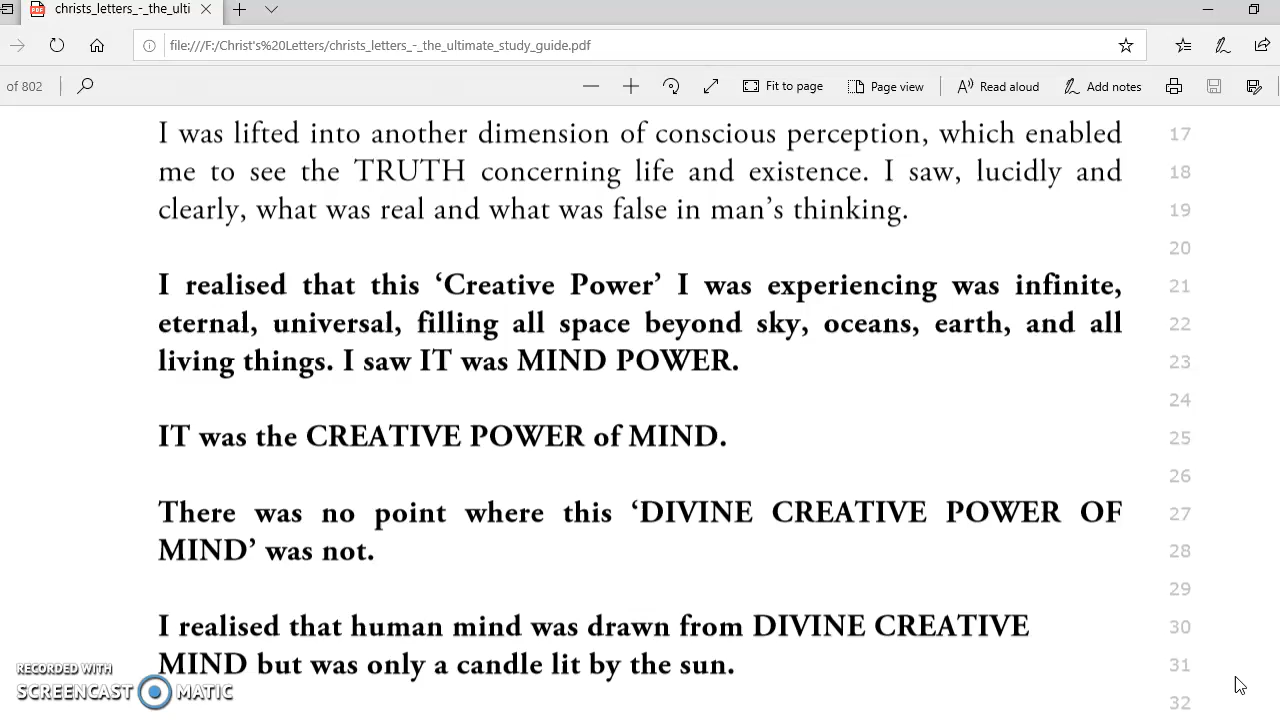 christs_letters_-_the_ulti
file:///F:/Christ's%20Letters/christs_letters_-_the_ultimate_study_guide.pdf
of 802
Fit to page
Page view
Read aloud
Add notes
I was lifted into another dimension of conscious perception, which enabled 17
me to see the TRUTH concerning life and existence. I saw, lucidly and 18
clearly, what was real and what was false in man’s thinking. 19
20
I realised that this ‘Creative Power’ I was experiencing was infinite, 21
eternal, universal, filling all space beyond sky, oceans, earth, and all 22
living things. I saw IT was MIND POWER. 23
24
IT was the CREATIVE POWER of MIND. 25
26
There was no point where this ‘DIVINE CREATIVE POWER OF 27
MIND’ was not. 28
29
I realised that human mind was drawn from DIVINE CREATIVE 30
MIND but was only a candle lit by the sun. 31
32
RECORDED WITH
SCREENCAST MATIC